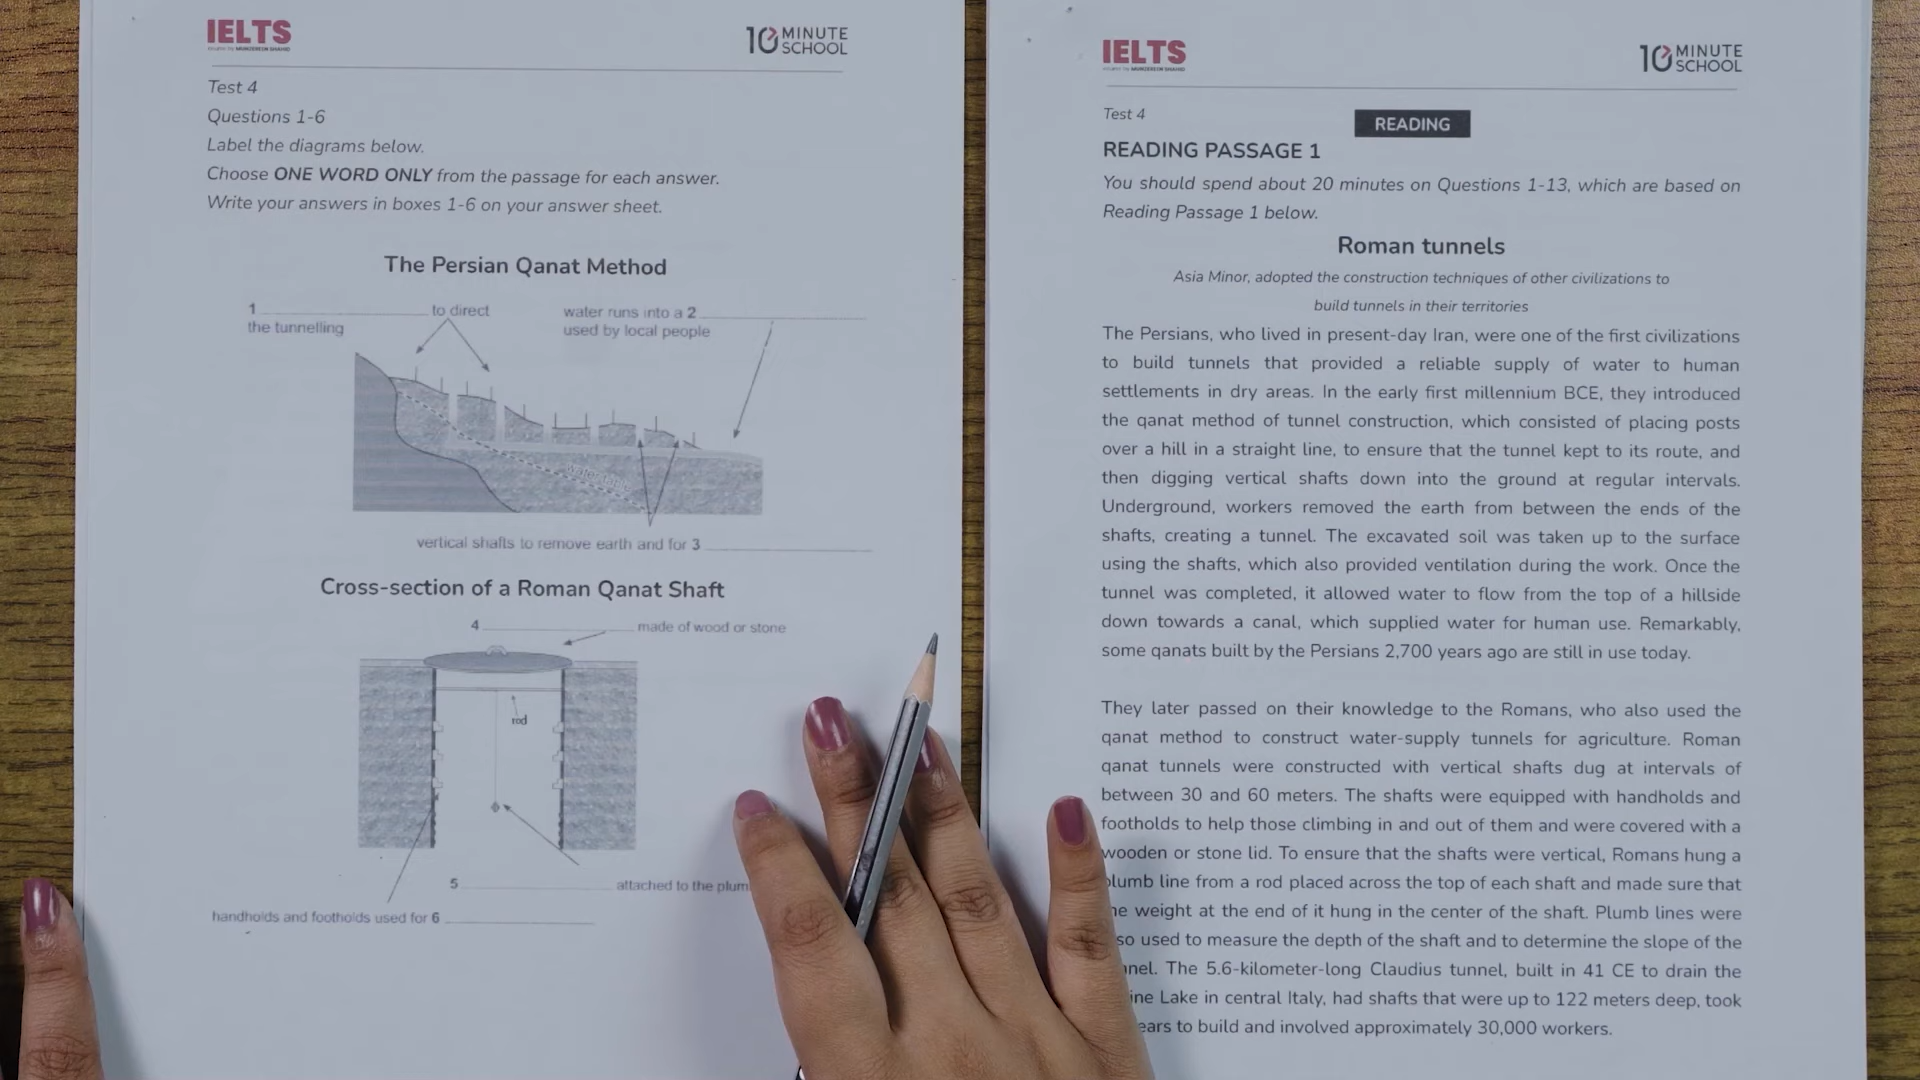 IELTS
10 MINUTE SCHOOL
Test 4
Questions 1-6
Label the diagrams below.
Choose ONE WORD ONLY from the passage for each answer.
Write your answers in boxes 1-6 on your answer sheet.
The Persian Qanat Method
1 to direct
the tunnelling
water runs into a 2
used by local people
water table
vertical shafts to remove earth and for 3
Cross-section of a Roman Qanat Shaft
4 made of wood or stone
rod
5 attached to the plum
handholds and footholds used for 6
IELTS
10 MINUTE SCHOOL
Test 4
READING
READING PASSAGE 1
You should spend about 20 minutes on Questions 1-13, which are based on
Reading Passage 1 below.
Roman tunnels
Asia Minor, adopted the construction techniques of other civilizations to
build tunnels in their territories
The Persians, who lived in present-day Iran, were one of the first civilizations
to build tunnels that provided a reliable supply of water to human
settlements in dry areas. In the early first millennium BCE, they introduced
the qanat method of tunnel construction, which consisted of placing posts
over a hill in a straight line, to ensure that the tunnel kept to its route, and
then digging vertical shafts down into the ground at regular intervals.
Underground, workers removed the earth from between the ends of the
shafts, creating a tunnel. The excavated soil was taken up to the surface
using the shafts, which also provided ventilation during the work. Once the
tunnel was completed, it allowed water to flow from the top of a hillside
down towards a canal, which supplied water for human use. Remarkably,
some qanats built by the Persians 2,700 years ago are still in use today.
They later passed on their knowledge to the Romans, who also used the
qanat method to construct water-supply tunnels for agriculture. Roman
qanat tunnels were constructed with vertical shafts dug at intervals of
between 30 and 60 meters. The shafts were equipped with handholds and
footholds to help those climbing in and out of them and were covered with a
wooden or stone lid. To ensure that the shafts were vertical, Romans hung a
plumb line from a rod placed across the top of each shaft and made sure that
he weight at the end of it hung in the center of the shaft. Plumb lines were
so used to measure the depth of the shaft and to determine the slope of the
nnel. The 5.6-kilometer-long Claudius tunnel, built in 41 CE to drain the
ine Lake in central Italy, had shafts that were up to 122 meters deep, took
ears to build and involved approximately 30,000 workers.